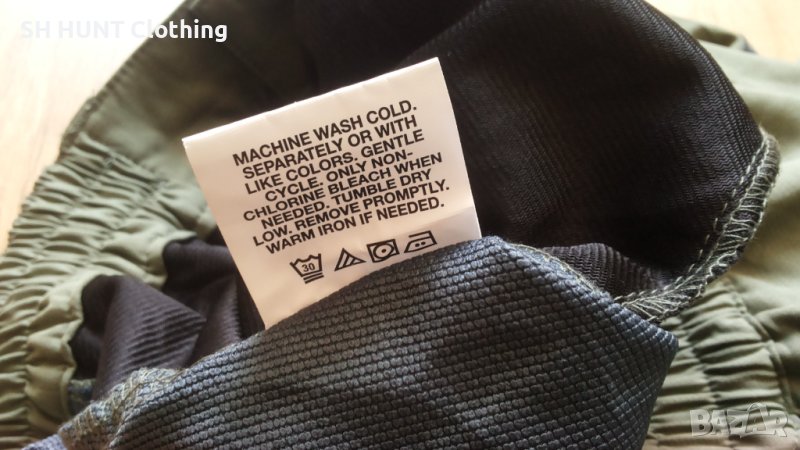 SH HUNT Clothing
MACHINE WASH COLD.
SEPARATELY OR WITH
LIKE COLORS. GENTLE
CYCLE. ONLY NON-
CHLORINE BLEACH WHEN
NEEDED. TUMBLE DRY
LOW. REMOVE PROMPTLY.
WARM IRON IF NEEDED.
30
BAZAR